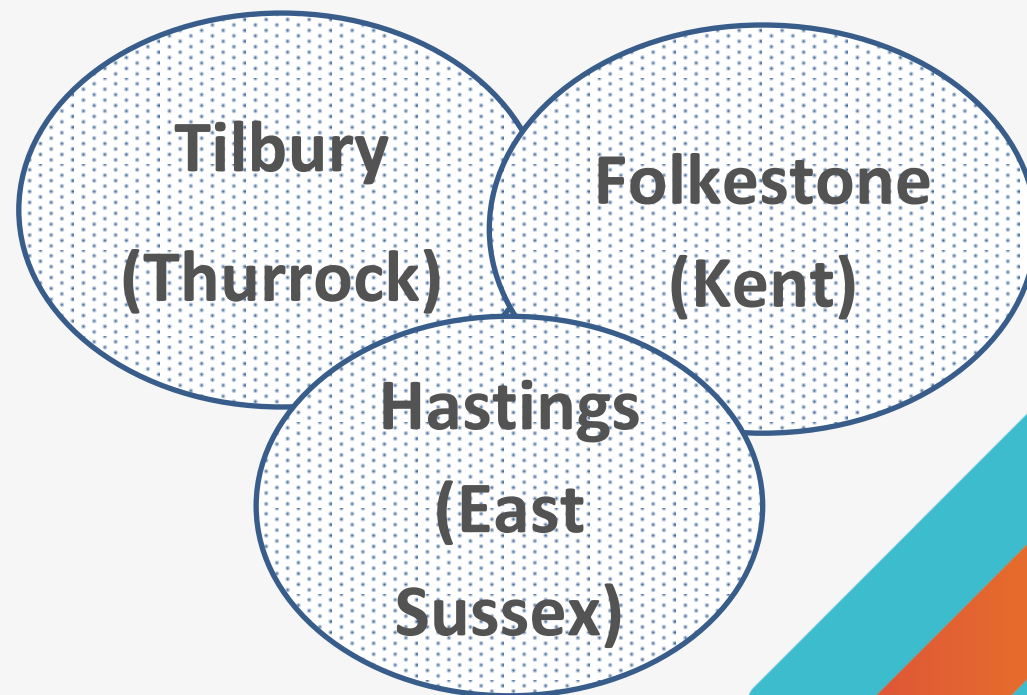 Tilbury
(Thurrock)
Folkestone
(Kent)
Hastings
(East
Sussex)